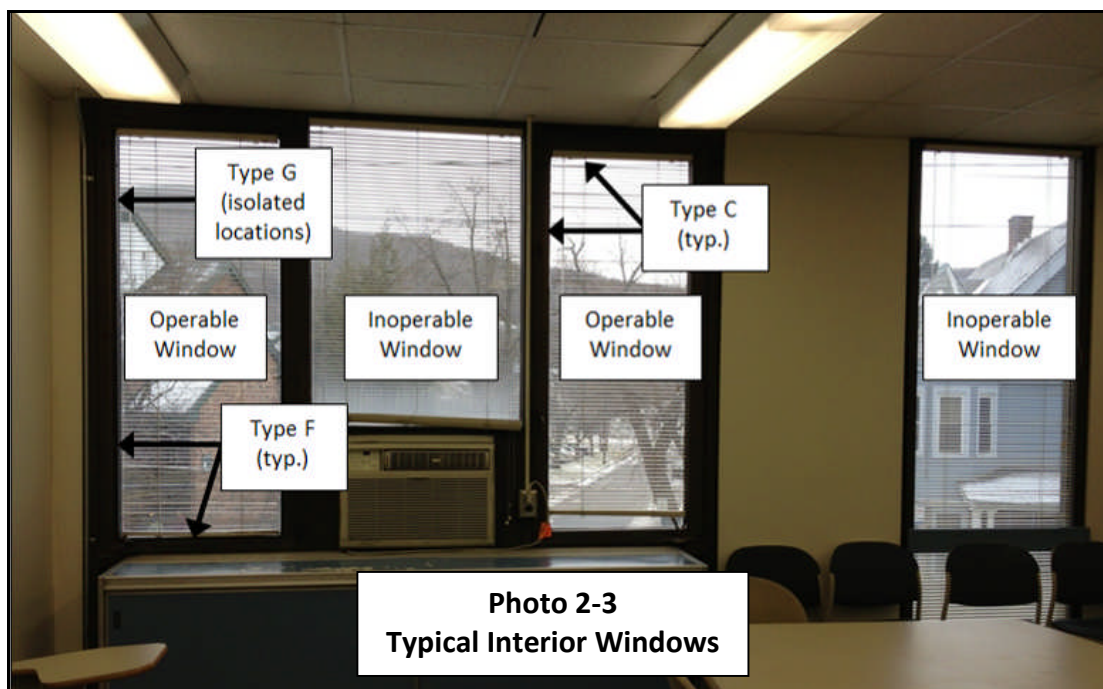 Type G
(isolated
locations)
Type C
(typ.)
Operable
Window
Inoperable
Window
Operable
Window
Inoperable
Window
Type F
(typ.)
Photo 2-3
Typical Interior Windows